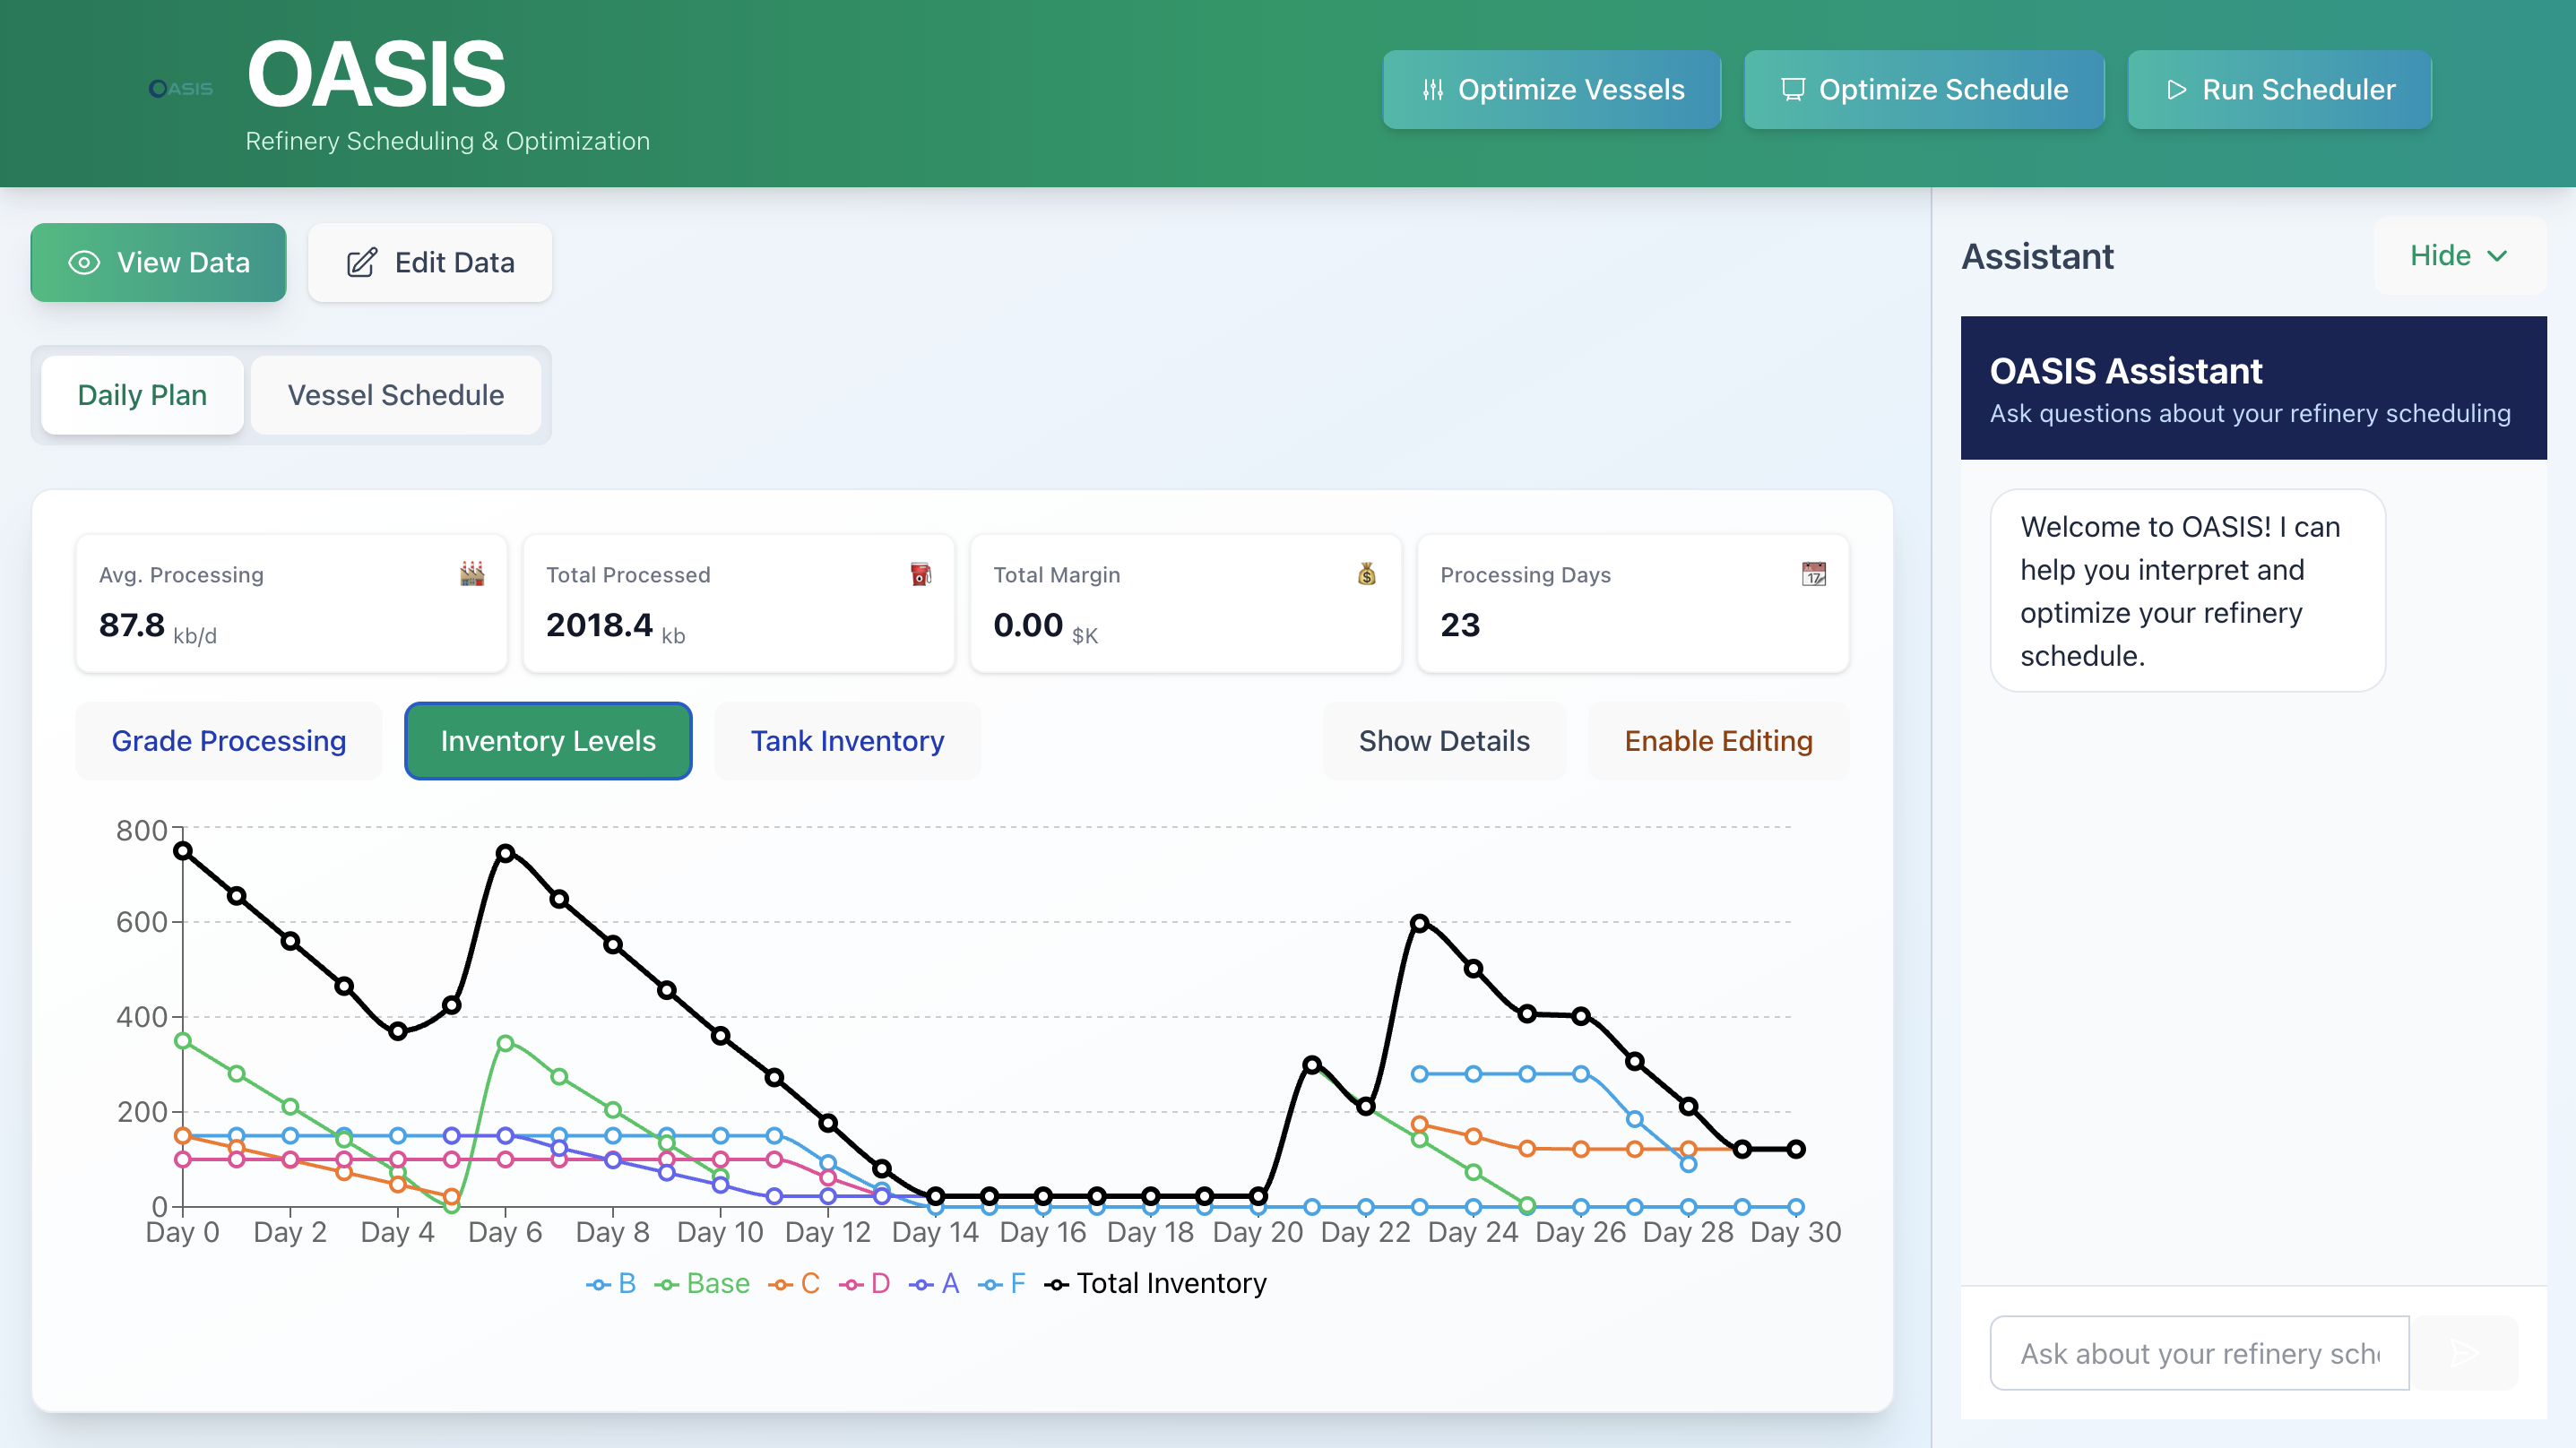 OASIS
OASIS
Refinery Scheduling & Optimization
Optimize Vessels
Optimize Schedule
Run Scheduler
View Data
Edit Data
Daily Plan
Vessel Schedule
Avg. Processing
87.8 kb/d
Total Processed
2018.4 kb
Total Margin
0.00 $K
Processing Days
17
23
Grade Processing
Inventory Levels
Tank Inventory
Show Details
Enable Editing
800
600
400
200
0
Day 0 Day 2 Day 4 Day 6 Day 8 Day 10 Day 12 Day 14 Day 16 Day 18 Day 20 Day 22 Day 24 Day 26 Day 28 Day 30
B Base C D A F Total Inventory
Assistant
Hide
OASIS Assistant
Ask questions about your refinery scheduling
Welcome to OASIS! I can
help you interpret and
optimize your refinery
schedule.
Ask about your refinery sch